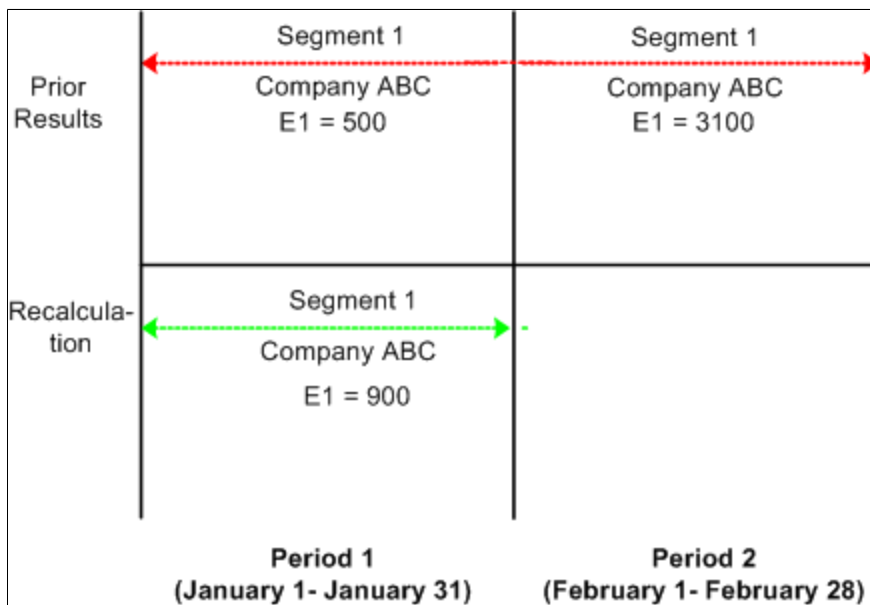 Segment 1
Segment 1
Prior
Results
Company ABC
E1 = 500
Company ABC
E1 = 3100
Recalcula-
tion
Segment 1
Company ABC
E1 = 900
Period 1
(January 1- January 31)
Period 2
(February 1- February 28)